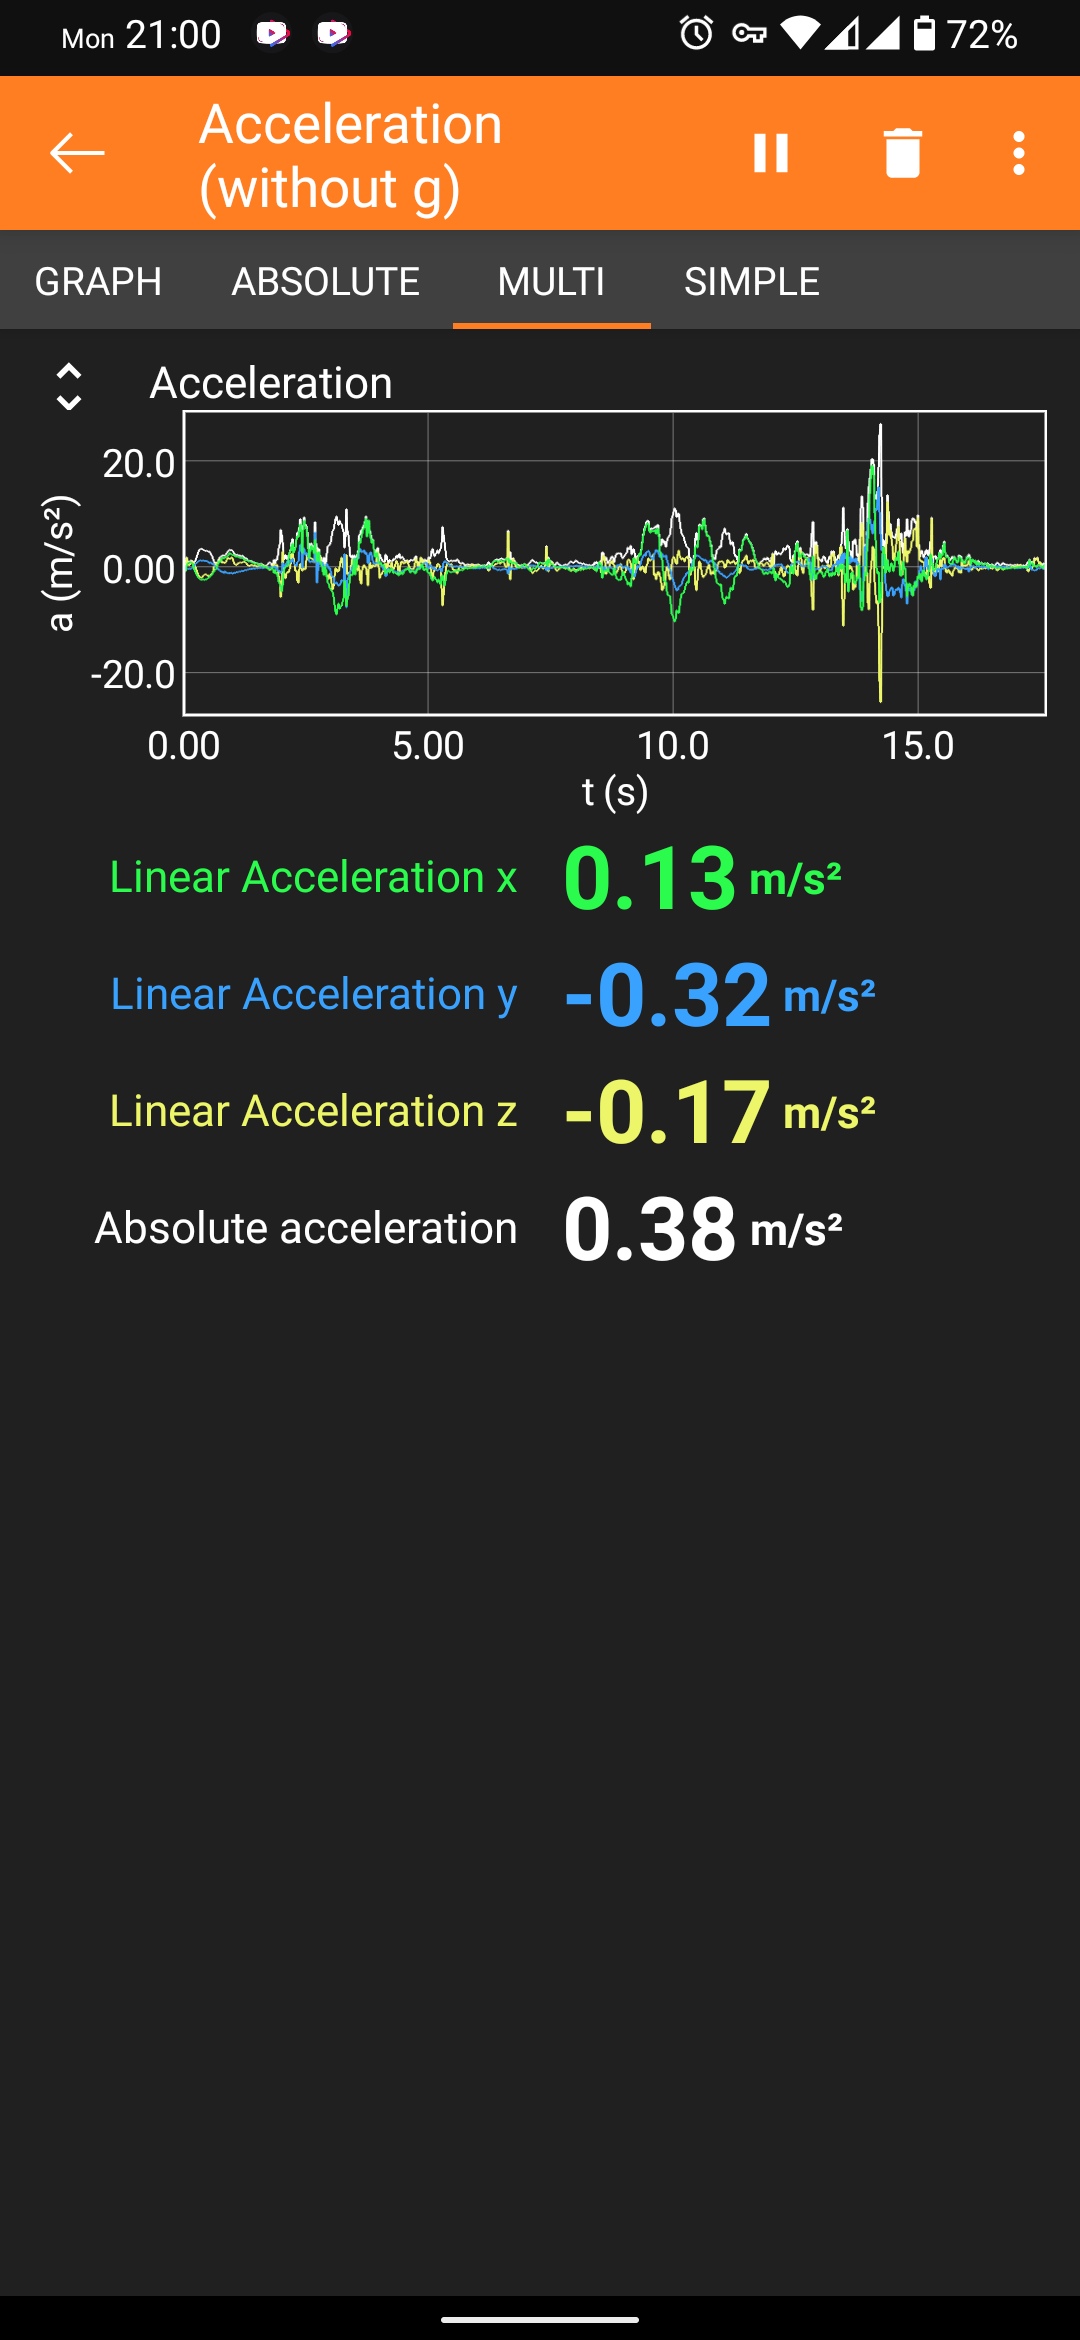 Mon 21:00 72%
Acceleration
(without g)
GRAPH ABSOLUTE MULTI SIMPLE
Acceleration
a (m/s²)
20.0
0.00
-20.0
0.00 5.00 10.0 15.0
t (s)
Linear Acceleration x 0.13 m/s²
Linear Acceleration y -0.32 m/s²
Linear Acceleration z -0.17 m/s²
Absolute acceleration 0.38 m/s²